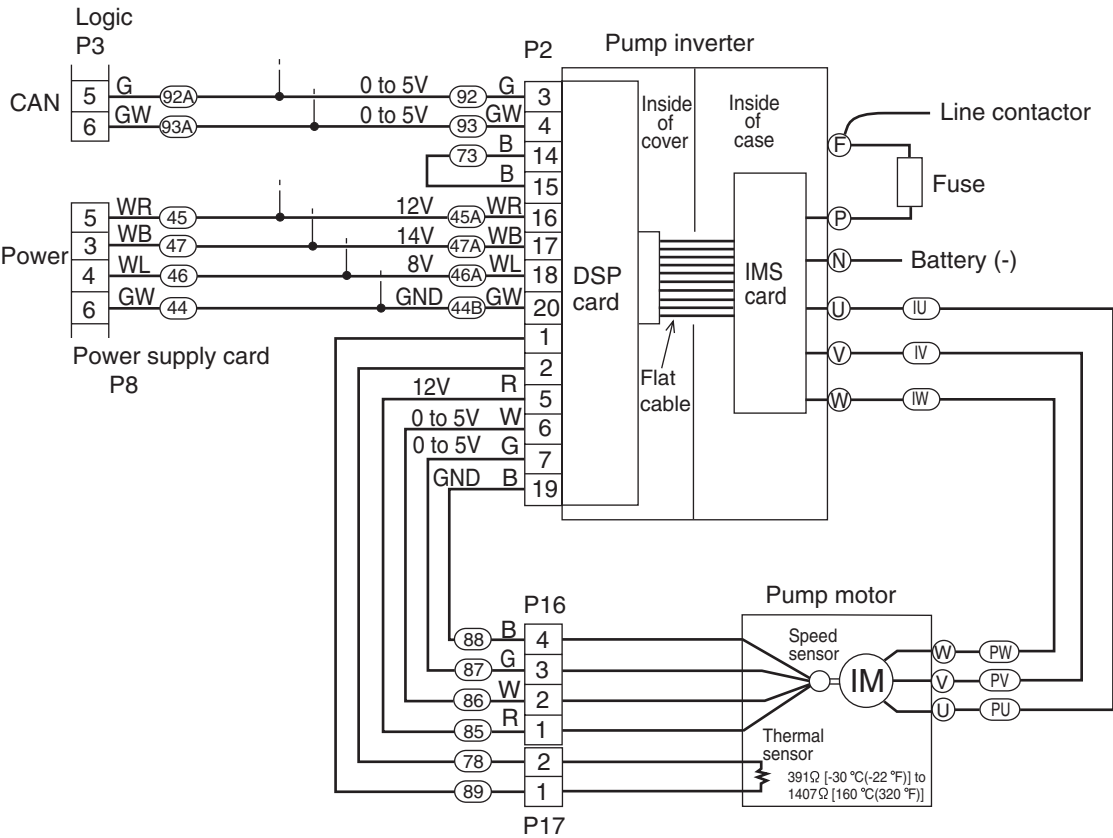 Logic
P3
P2
Pump inverter
CAN
5 G 92A 0 to 5V 92 G 3
6 GW 93A 0 to 5V 93 GW 4
73 B 14
B 15
Inside
of
cover
Inside
of
case
F
Line contactor
Fuse
P
Power
5 WR 45 12V 45A WR 16
3 WB 47 14V 47A WB 17
4 WL 46 8V 46A WL 18
6 GW 44 GND 44B GW 20
Power supply card
P8
DSP
card
IMS
card
N Battery (-)
U IU
V IV
W IW
Flat
cable
1
2
12V R 5
0 to 5V W 6
0 to 5V G 7
GND B 19
P16
88 B 4
87 G 3
86 W 2
85 R 1
78 2
89 1
P17
Pump motor
Speed
sensor
IM
W PW
V PV
U PU
Thermal
sensor
391Ω [-30 °C(-22 °F)] to
1407Ω [160 °C(320 °F)]